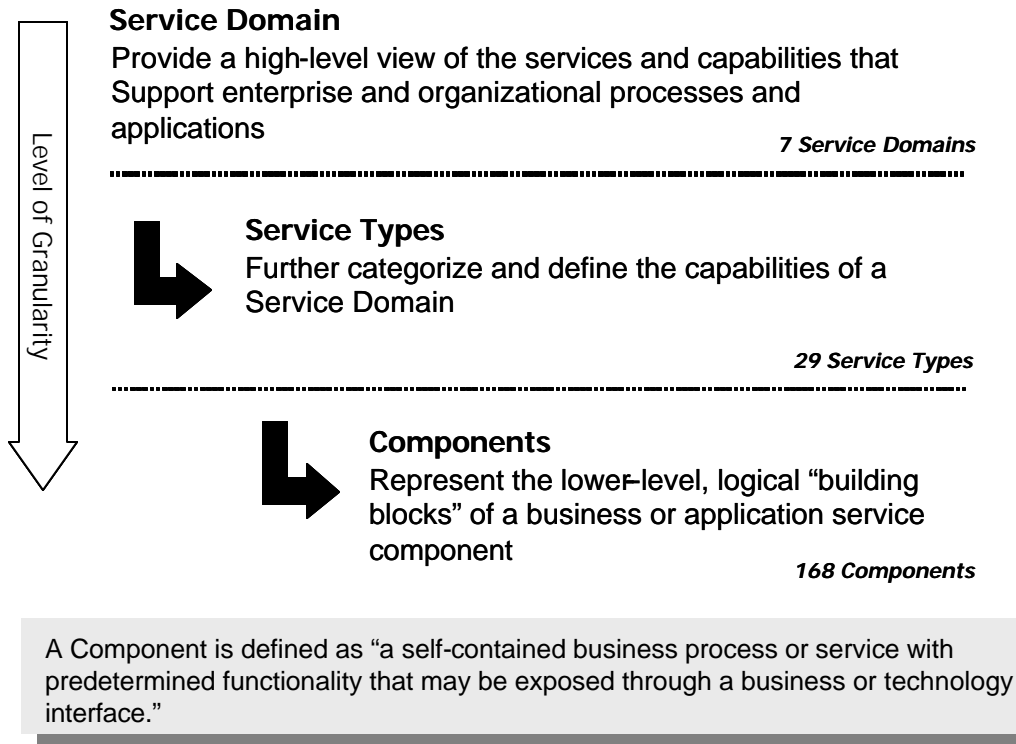 Service Domain
Provide a high-level view of the services and capabilities that
Support enterprise and organizational processes and
applications
7 Service Domains
Level of Granularity
Service Types
Further categorize and define the capabilities of a
Service Domain
29 Service Types
Components
Represent the lower-level, logical “building
blocks” of a business or application service
component
168 Components
A Component is defined as “a self-contained business process or service with
predetermined functionality that may be exposed through a business or technology
interface.”